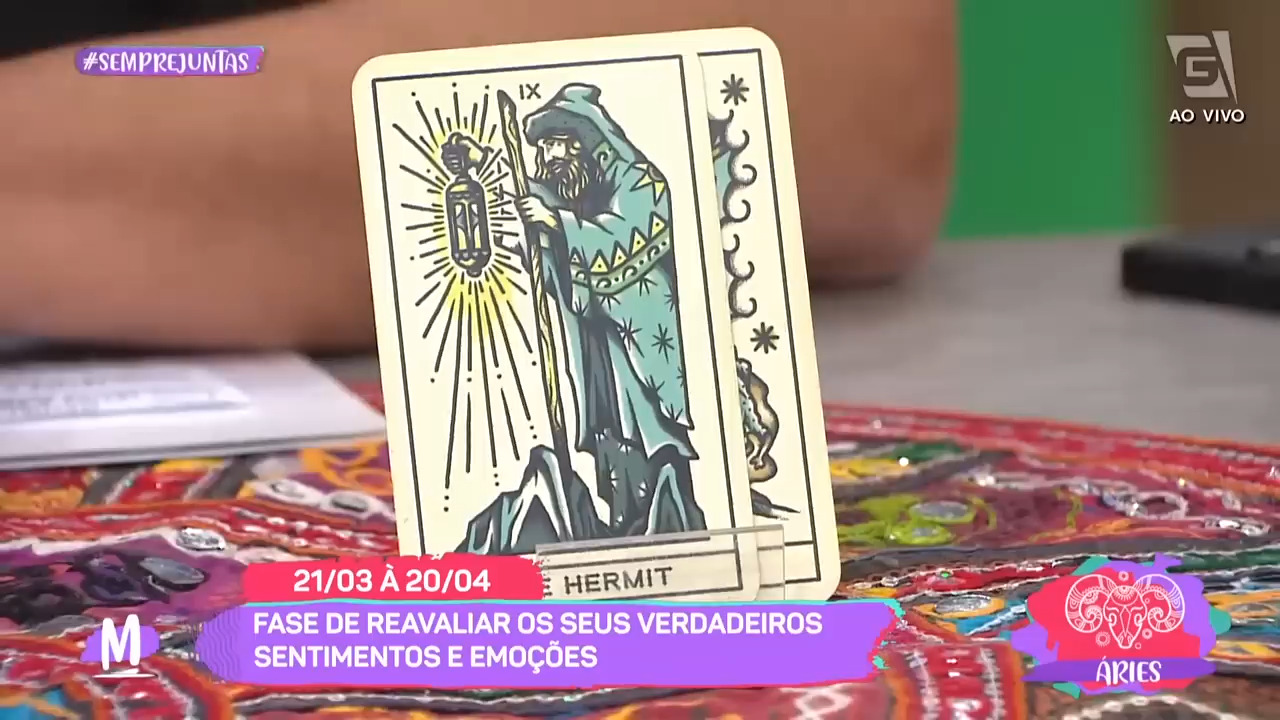 #SEMPREJUNTAS
AO VIVO
IX
HERMIT
21/03 À 20/04
M
FASE DE REAVALIAR OS SEUS VERDADEIROS
SENTIMENTOS E EMOÇÕES
ÁRIES